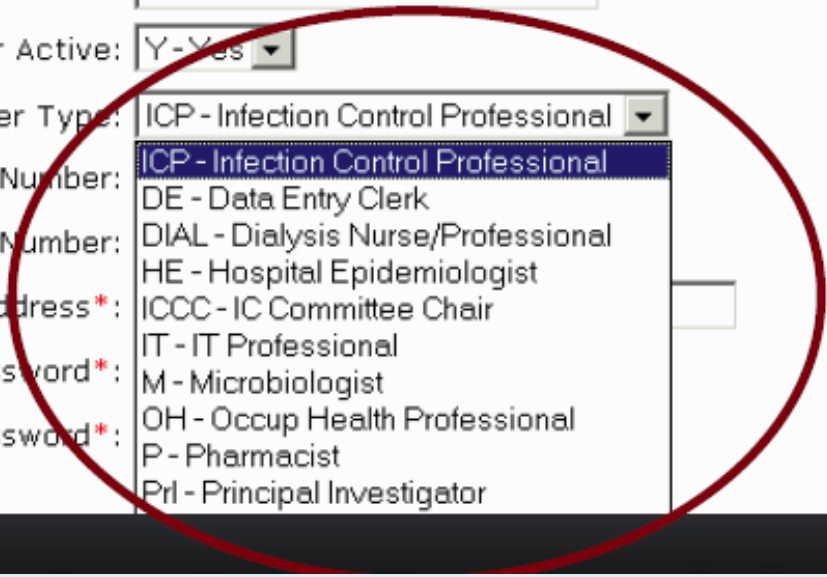 r Active: Y - Yes
er Type: ICP - Infection Control Professional
ICP - Infection Control Professional
Number:
DE - Data Entry Clerk
DIAL - Dialysis Nurse/Professional
Number:
HE - Hospital Epidemiologist
ddress*: ICCC - IC Committee Chair
IT - IT Professional
ssword*:
M - Microbiologist
OH - Occup Health Professional
ssword*:
P - Pharmacist
PrI - Principal Investigator